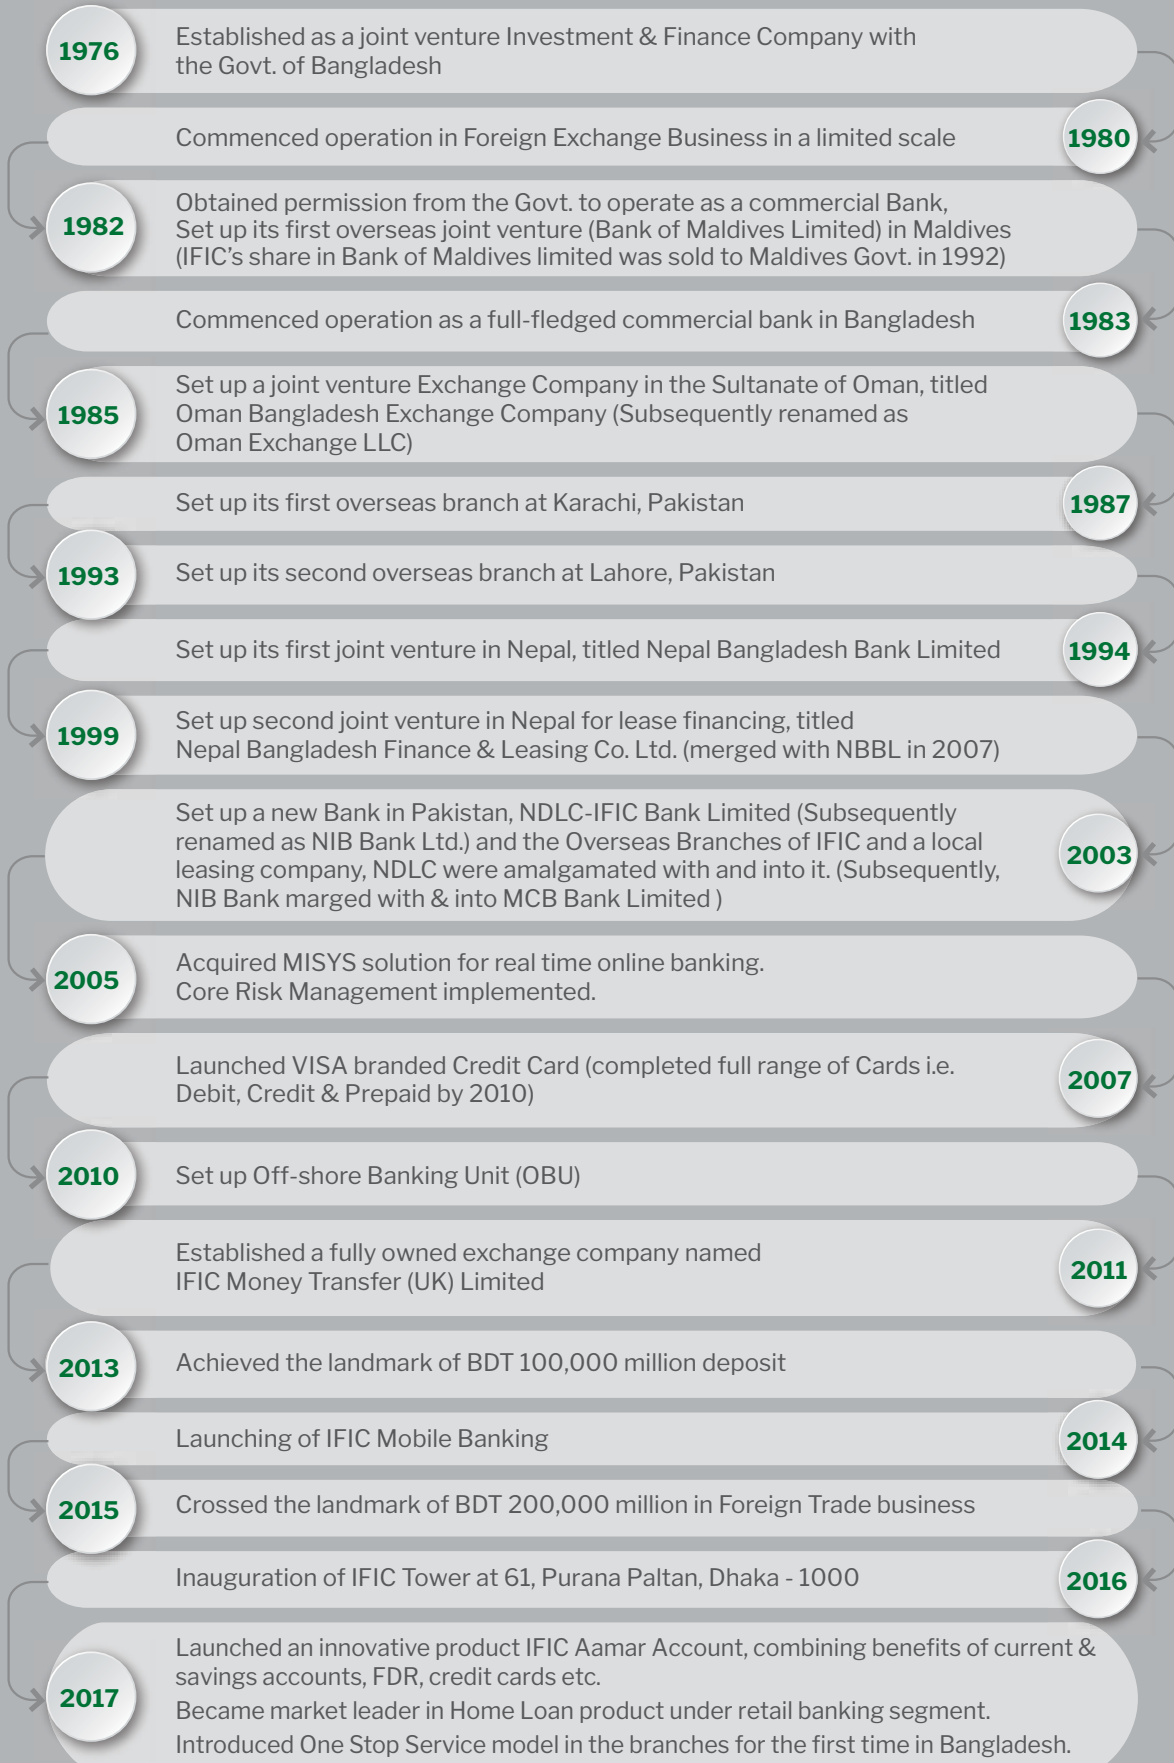 1976
Established as a joint venture Investment & Finance Company with
the Govt. of Bangladesh
Commenced operation in Foreign Exchange Business in a limited scale
1980
1982
Obtained permission from the Govt. to operate as a commercial Bank,
Set up its first overseas joint venture (Bank of Maldives Limited) in Maldives
(IFIC’s share in Bank of Maldives limited was sold to Maldives Govt. in 1992)
Commenced operation as a full-fledged commercial bank in Bangladesh
1983
1985
Set up a joint venture Exchange Company in the Sultanate of Oman, titled
Oman Bangladesh Exchange Company (Subsequently renamed as
Oman Exchange LLC)
Set up its first overseas branch at Karachi, Pakistan
1987
1993
Set up its second overseas branch at Lahore, Pakistan
Set up its first joint venture in Nepal, titled Nepal Bangladesh Bank Limited
1994
1999
Set up second joint venture in Nepal for lease financing, titled
Nepal Bangladesh Finance & Leasing Co. Ltd. (merged with NBBL in 2007)
Set up a new Bank in Pakistan, NDLC-IFIC Bank Limited (Subsequently
renamed as NIB Bank Ltd.) and the Overseas Branches of IFIC and a local
leasing company, NDLC were amalgamated with and into it. (Subsequently,
NIB Bank marged with & into MCB Bank Limited )
2003
2005
Acquired MISYS solution for real time online banking.
Core Risk Management implemented.
Launched VISA branded Credit Card (completed full range of Cards i.e.
Debit, Credit & Prepaid by 2010)
2007
2010
Set up Off-shore Banking Unit (OBU)
Established a fully owned exchange company named
IFIC Money Transfer (UK) Limited
2011
2013
Achieved the landmark of BDT 100,000 million deposit
Launching of IFIC Mobile Banking
2014
2015
Crossed the landmark of BDT 200,000 million in Foreign Trade business
Inauguration of IFIC Tower at 61, Purana Paltan, Dhaka - 1000
2016
2017
Launched an innovative product IFIC Aamar Account, combining benefits of current &
savings accounts, FDR, credit cards etc.
Became market leader in Home Loan product under retail banking segment.
Introduced One Stop Service model in the branches for the first time in Bangladesh.